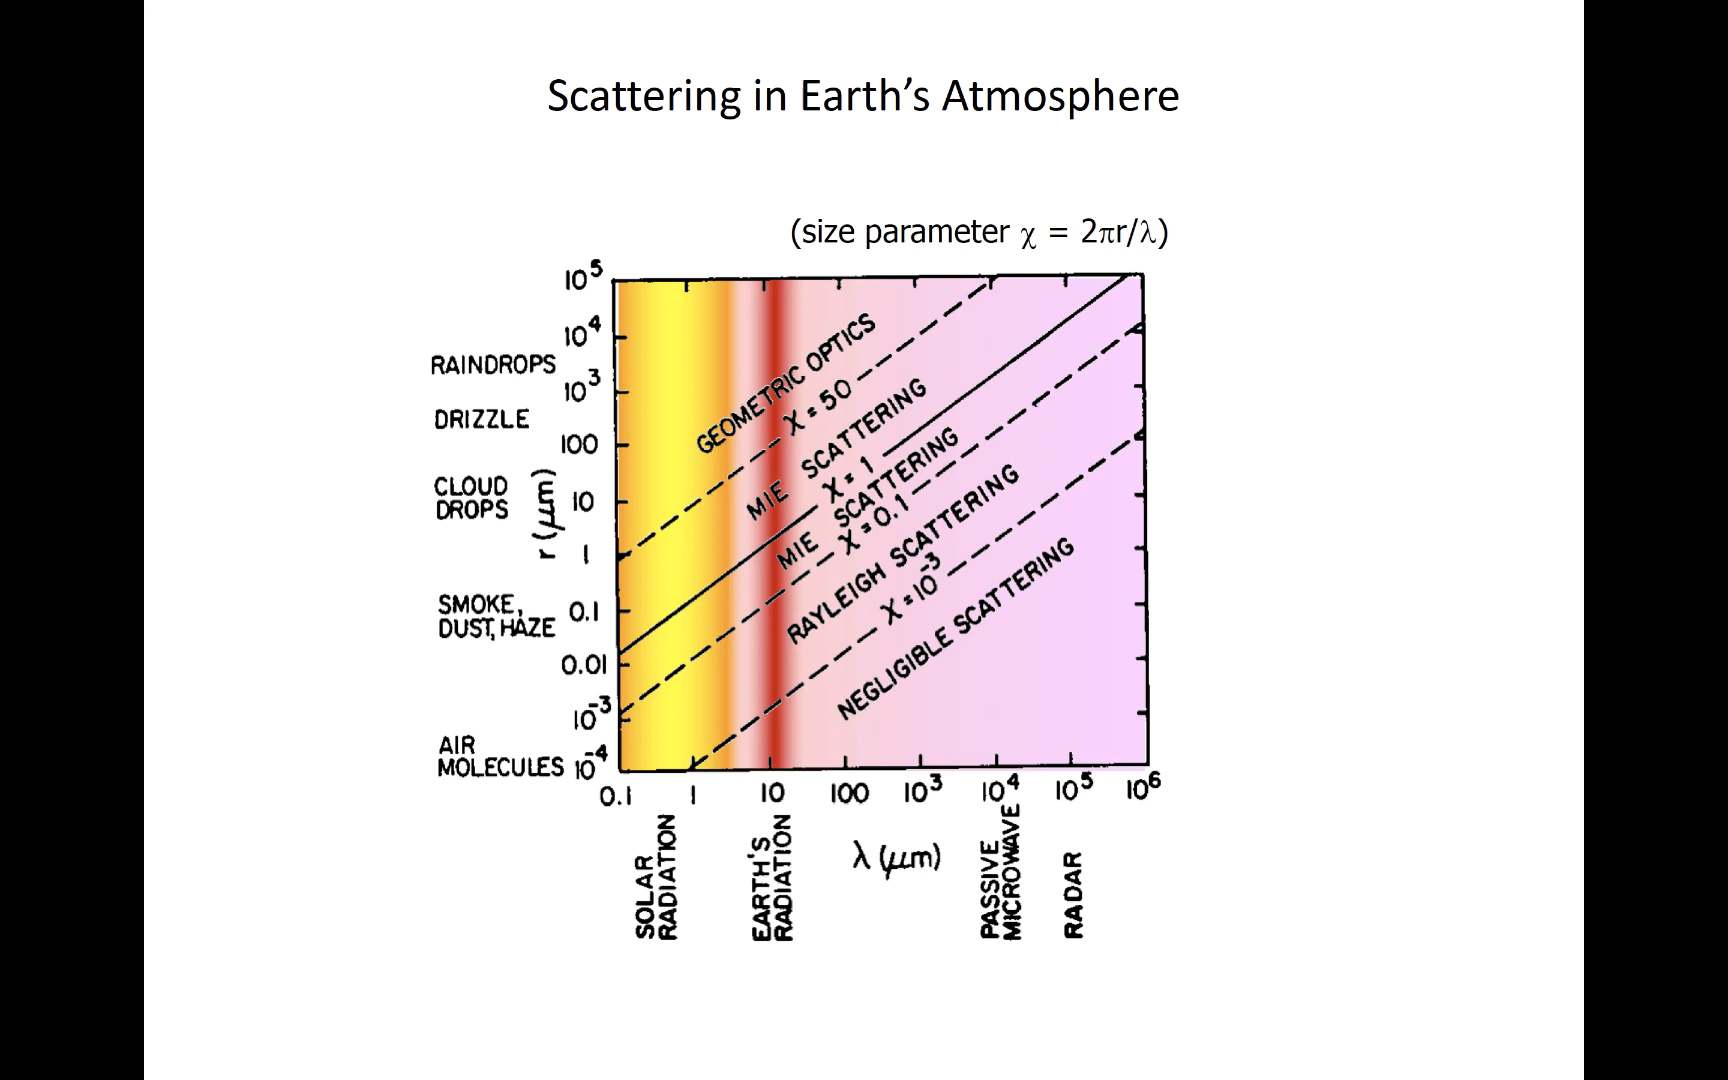 Scattering in Earth’s Atmosphere
(size parameter χ = 2πr/λ)
10⁵
10⁴
RAINDROPS
10³
DRIZZLE
100
CLOUD
DROPS
10
r (μm)
1
SMOKE,
DUST, HAZE
0.1
0.01
10⁻³
AIR
MOLECULES
10⁻⁴
GEOMETRIC OPTICS
χ = 50
MIE SCATTERING
χ = 1
MIE SCATTERING
χ = 0.1
RAYLEIGH SCATTERING
χ = 10⁻³
NEGLIGIBLE SCATTERING
0.1 1 10 100 10³ 10⁴ 10⁵ 10⁶
λ (μm)
SOLAR
RADIATION
EARTH'S
RADIATION
PASSIVE
MICROWAVE
RADAR